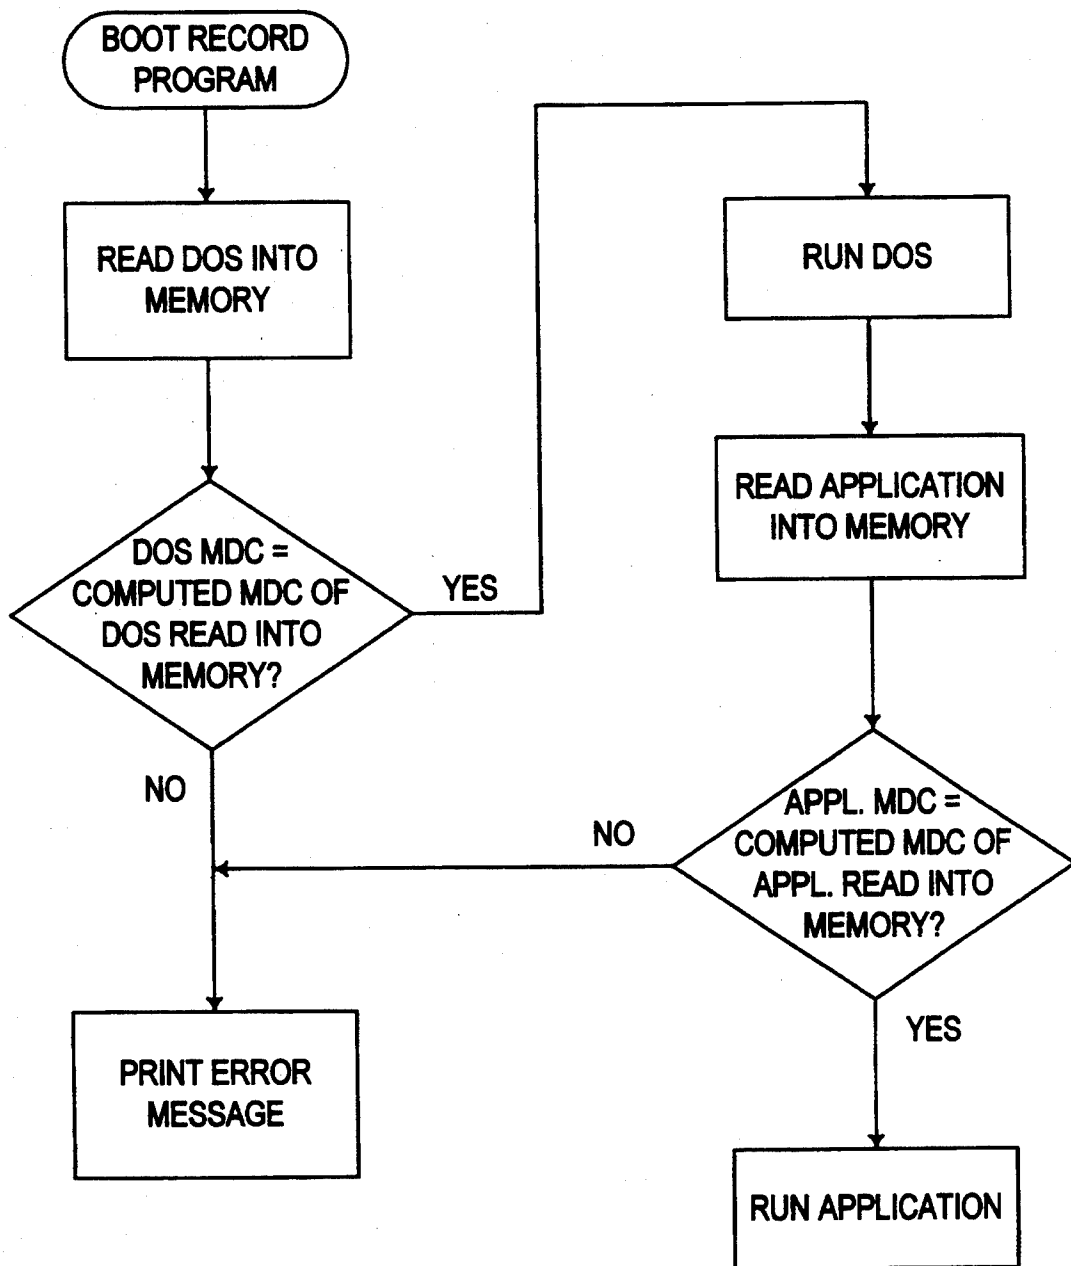 BOOT RECORD
PROGRAM
READ DOS INTO
MEMORY
DOS MDC =
COMPUTED MDC OF
DOS READ INTO
MEMORY?
YES
NO
PRINT ERROR
MESSAGE
RUN DOS
READ APPLICATION
INTO MEMORY
APPL. MDC =
COMPUTED MDC OF
APPL. READ INTO
MEMORY?
NO
YES
RUN APPLICATION